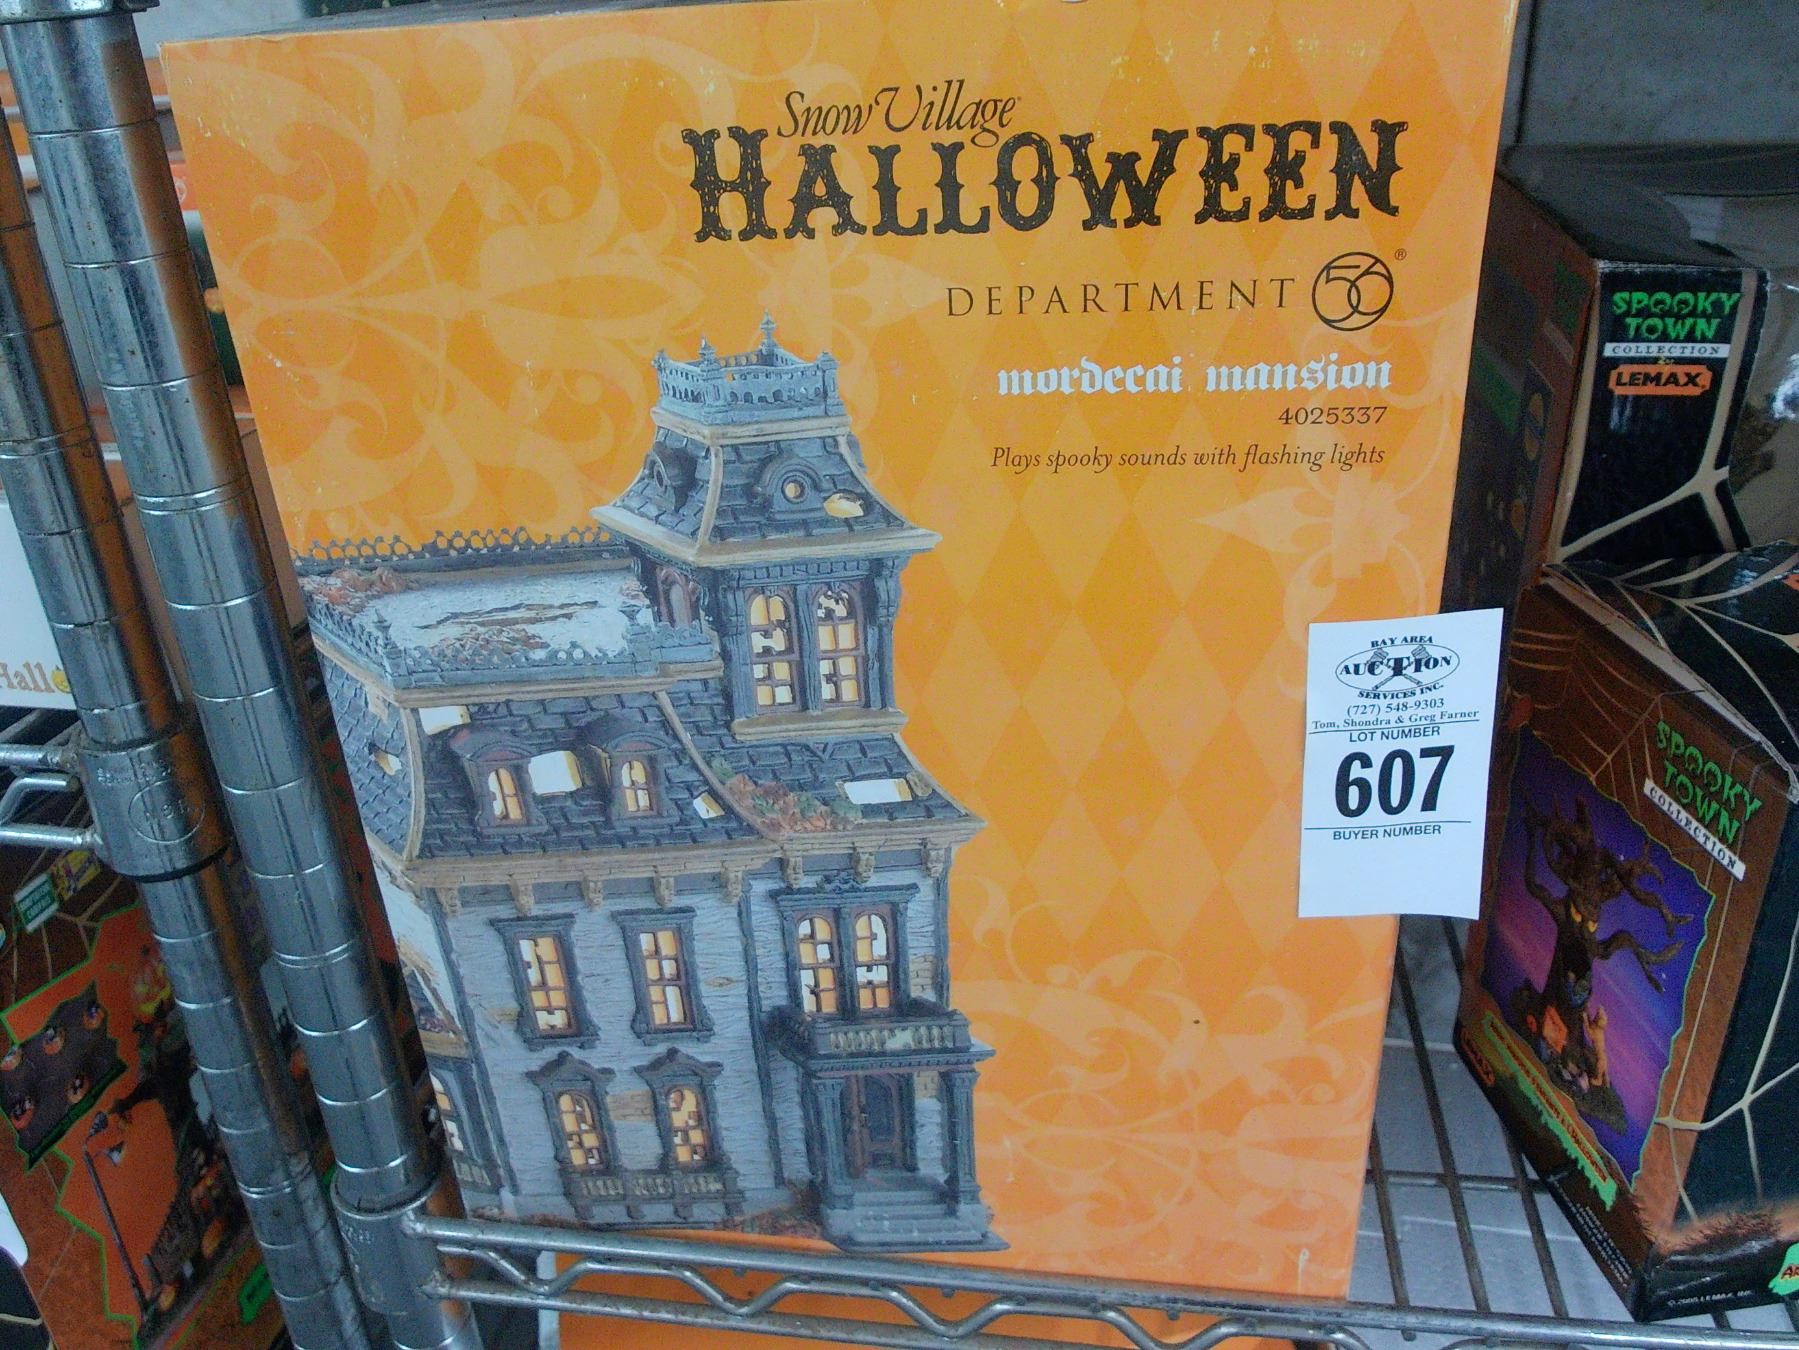 Snow Village
HALLOWEEN
DEPARTMENT 56®
mordecai mansion
4025337
Plays spooky sounds with flashing lights
BAY AREA
AUCTION
SERVICES INC.
(727) 548-9303
Tom, Shondra & Greg Farner
LOT NUMBER
607
BUYER NUMBER
SPOOKY
TOWN
COLLECTION
LEMAX
SPOOKY
TOWN
COLLECTION
Hall